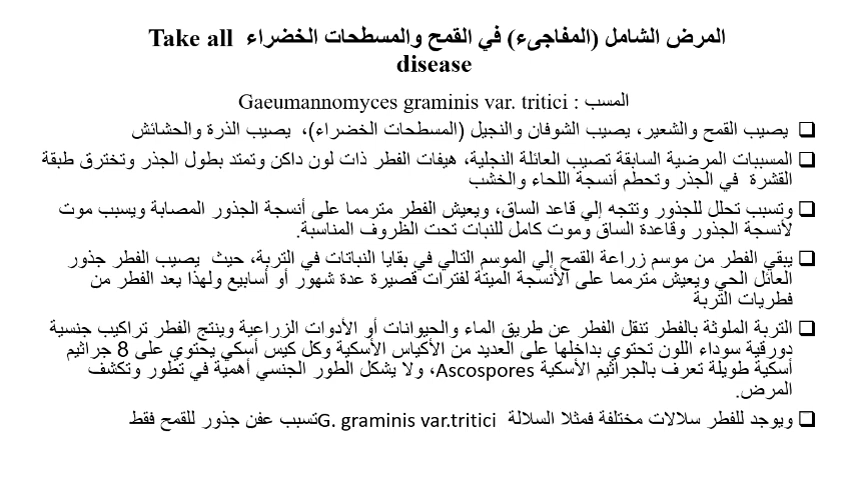 المرض الشامل (المفاجىء) في القمح والمسطحات الخضراء Take all
disease
المسبب : Gaeumannomyces graminis var. tritici
❑ يصيب القمح والشعير، يصيب الشوفان والنجيل (المسطحات الخضراء)، يصيب الذرة والحشائش
❑ المسببات المرضية السابقة تصيب العائلة النجلية، هيفات الفطر ذات لون داكن وتمتد بطول الجذر وتخترق طبقة
القشرة في الجذر وتحطم أنسجة اللحاء والخشب
❑ وتسبب تحلل للجذور وتتجه إلي قاعد الساق، ويعيش الفطر مترمما على أنسجة الجذور المصابة ويسبب موت
لأنسجة الجذور وقاعدة الساق وموت كامل للنبات تحت الظروف المناسبة.
❑ يبقي الفطر من موسم زراعة القمح إلي الموسم التالي في بقايا النباتات في التربة، حيث يصيب الفطر جذور
العائل الحي ويعيش مترمما على الأنسجة الميتة لفترات قصيرة عدة شهور أو أسابيع ولهذا يعد الفطر من
فطريات التربة
❑ التربة الملوثة بالفطر تنقل الفطر عن طريق الماء والحيوانات أو الأدوات الزراعية وينتج الفطر تراكيب جنسية
دورقية سوداء اللون تحتوي بداخلها على العديد من الأكياس الأسكية وكل كيس أسكي يحتوي على 8 جراثيم
أسكية طويلة تعرف بالجراثيم الأسكية Ascospores، ولا يشكل الطور الجنسي أهمية في تطور وتكشف
المرض.
❑ ويوجد للفطر سلالات مختلفة فمثلا السلالة G. graminis var.tritici تسبب عفن جذور للقمح فقط